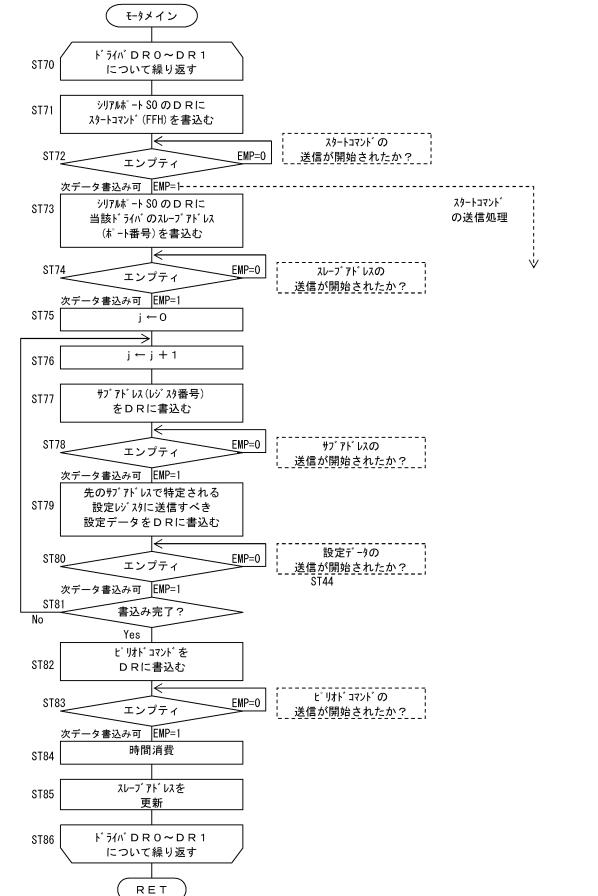 ﾓｰﾀメイン
ST70
ﾄﾞﾗｲﾊﾞＤＲ０～ＤＲ１
について繰り返す
ST71
ｼﾘｱﾙﾎﾟｰﾄ S0 のＤＲに
ｽﾀｰﾄｺﾏﾝﾄﾞ(FFH)を書込む
ST72
エンプティ
EMP=0
ｽﾀｰﾄｺﾏﾝﾄﾞの
送信が開始されたか？
次データ書込み可
EMP=1
ST73
ｼﾘｱﾙﾎﾟｰﾄ S0 のＤＲに
当該ﾄﾞﾗｲﾊﾞのｽﾚｰﾌﾞｱﾄﾞﾚｽ
(ﾎﾟｰﾄ番号)を書込む
ｽﾀｰﾄｺﾏﾝﾄﾞ
の送信処理
ST74
エンプティ
EMP=0
ｽﾚｰﾌﾞｱﾄﾞﾚｽの
送信が開始されたか？
次データ書込み可
EMP=1
ST75
ｊ←０
ST76
ｊ←ｊ＋１
ST77
ｻﾌﾞｱﾄﾞﾚｽ(ﾚｼﾞｽﾀ番号)
をＤＲに書込む
ST78
エンプティ
EMP=0
ｻﾌﾞｱﾄﾞﾚｽの
送信が開始されたか？
次データ書込み可
EMP=1
ST79
先のｻﾌﾞｱﾄﾞﾚｽで特定される
設定ﾚｼﾞｽﾀに送信すべき
設定データをＤＲに書込む
ST80
エンプティ
EMP=0
設定ﾃﾞｰﾀの
送信が開始されたか？
ST44
次データ書込み可
EMP=1
ST81
書込み完了？
No
Yes
ST82
ﾋﾟﾘｵﾄﾞｺﾏﾝﾄﾞを
ＤＲに書込む
ST83
エンプティ
EMP=0
ﾋﾟﾘｵﾄﾞｺﾏﾝﾄﾞの
送信が開始されたか？
次データ書込み可
EMP=1
ST84
時間消費
ST85
ｽﾚｰﾌﾞｱﾄﾞﾚｽを
更新
ST86
ﾄﾞﾗｲﾊﾞＤＲ０～ＤＲ１
について繰り返す
ＲＥＴ